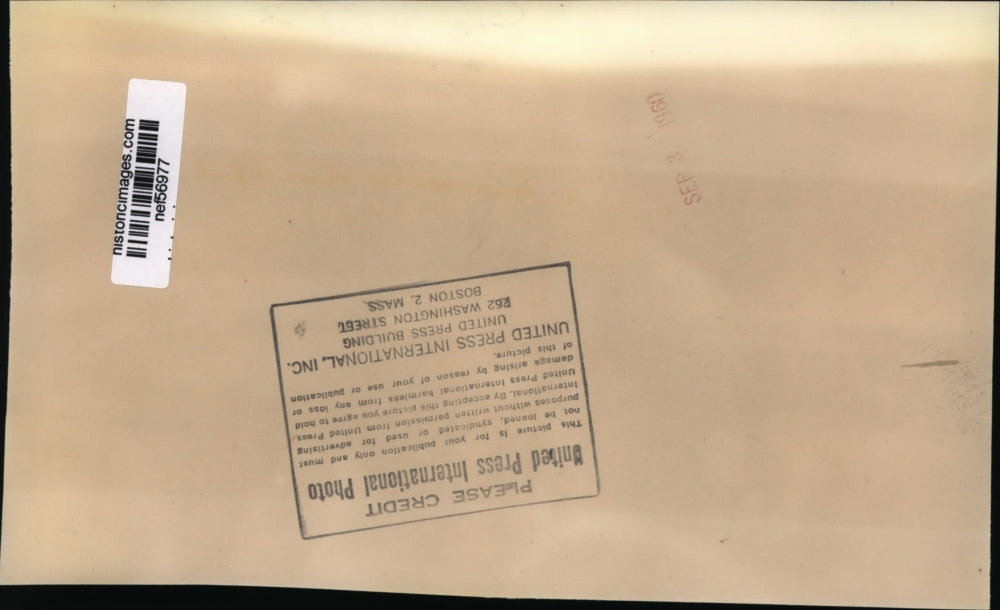 historicimages.com
nef56977
SEP 3 1960
PLEASE CREDIT
United Press International Photo
This picture is for your publication only and must
not be loaned, syndicated or used for advertising
purposes without written permission from United Press
International. By accepting this picture you agree to hold
United Press International harmless from any loss or
damage arising by reason of your use or publication
of this picture.
UNITED PRESS INTERNATIONAL, INC.
UNITED PRESS BUILDING
262 WASHINGTON STREET
BOSTON 2, MASS.